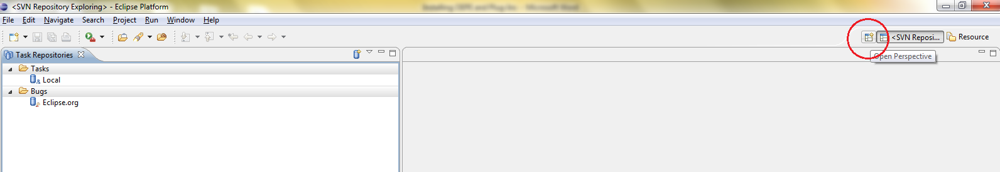 <SVN Repository Exploring> - Eclipse Platform
File Edit Navigate Search Project Run Window Help
<SVN Reposi... Resource
Task Repositories
Open Perspective
Tasks
Local
Bugs
Eclipse.org